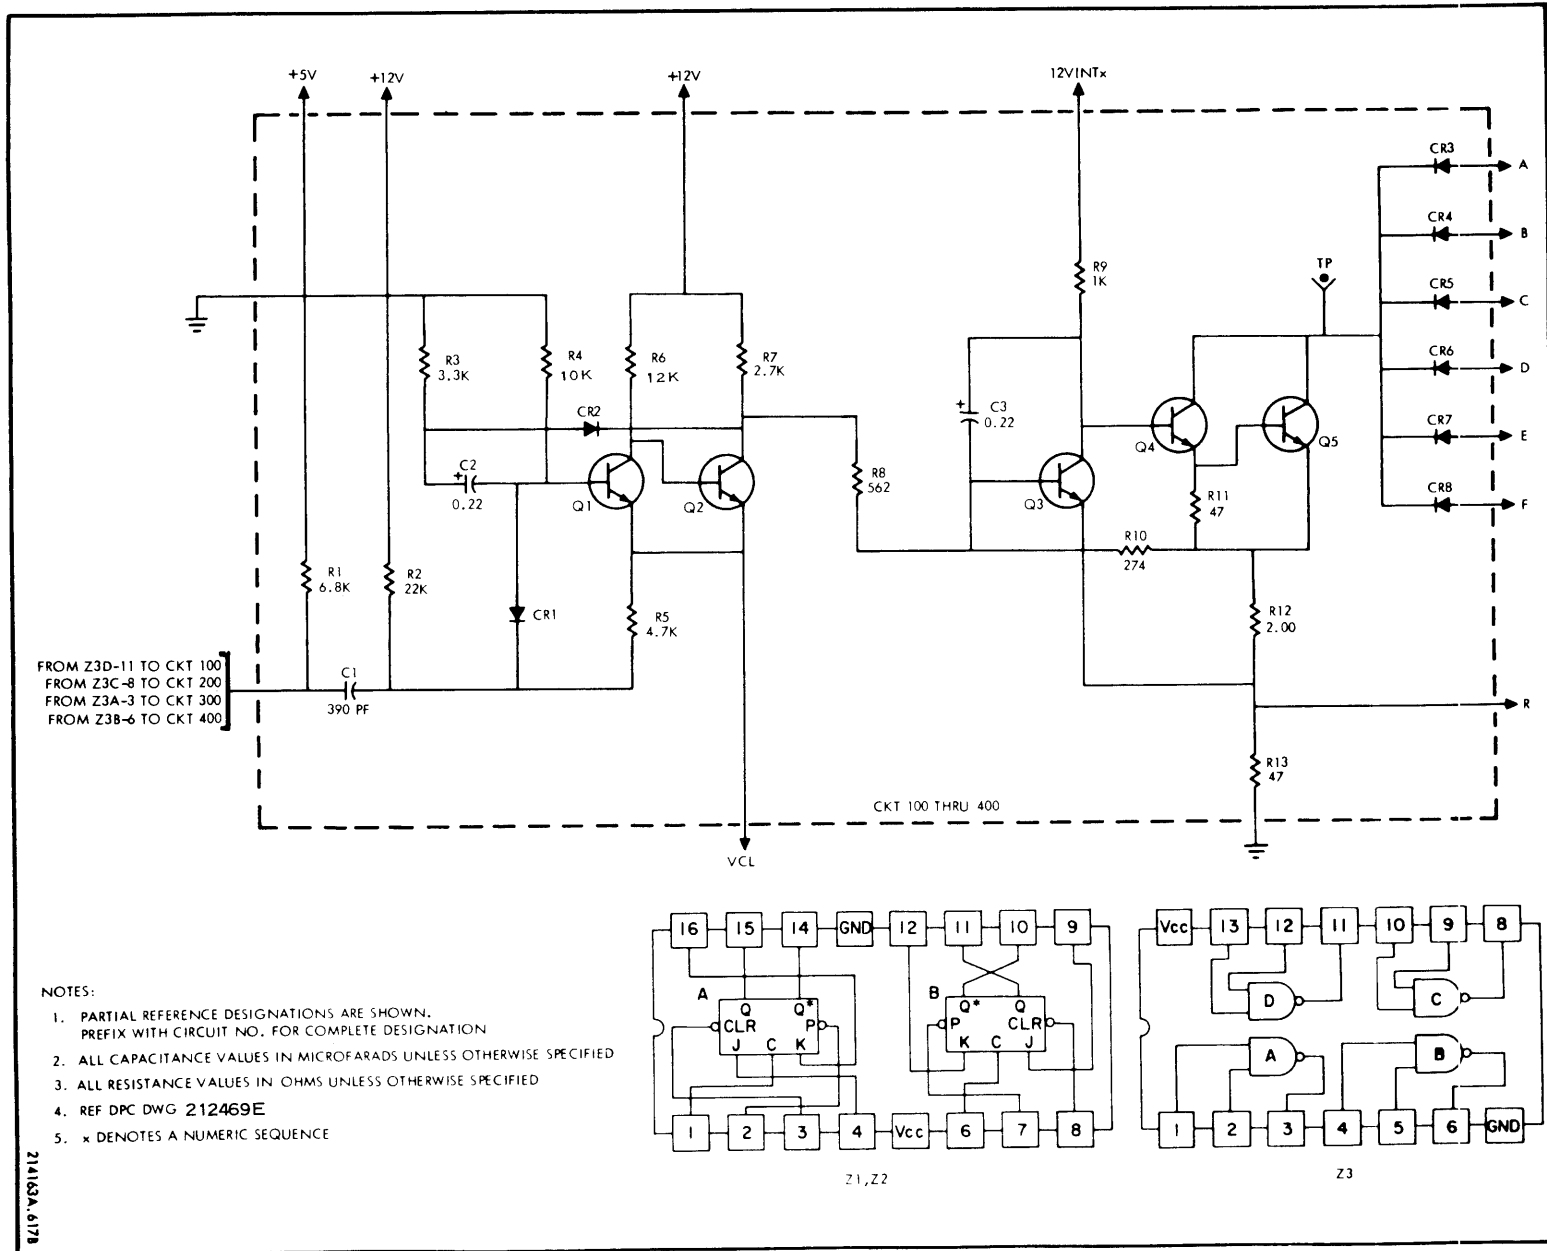 +5V
+12V
+12V
12VINTx
CR3
A
CR4
B
TP
CR5
C
R9
1K
R3
3.3K
R4
10K
R6
12K
R7
2.7K
CR6
D
CR2
C3
0.22
+
Q4
Q5
CR7
E
C2
+
0.22
Q1
Q2
R8
562
Q3
R11
47
CR8
F
R10
274
R1
6.8K
R2
22K
CR1
R5
4.7K
R12
2.00
FROM Z3D-11 TO CKT 100
FROM Z3C-8 TO CKT 200
FROM Z3A-3 TO CKT 300
FROM Z3B-6 TO CKT 400
C1
390 PF
R
R13
47
CKT 100 THRU 400
VCL
NOTES:
1. PARTIAL REFERENCE DESIGNATIONS ARE SHOWN.
PREFIX WITH CIRCUIT NO. FOR COMPLETE DESIGNATION
2. ALL CAPACITANCE VALUES IN MICROFARADS UNLESS OTHERWISE SPECIFIED
3. ALL RESISTANCE VALUES IN OHMS UNLESS OTHERWISE SPECIFIED
4. REF DPC DWG 212469E
5. x DENOTES A NUMERIC SEQUENCE
16 15 14 GND 12 11 10 9
A
Q Q*
CLR P
J C K
B
Q* Q
P CLR
K C J
1 2 3 4 Vcc 6 7 8
Z1,Z2
Vcc 13 12 11 10 9 8
D
C
A
B
1 2 3 4 5 6 GND
Z3
214163A.617B